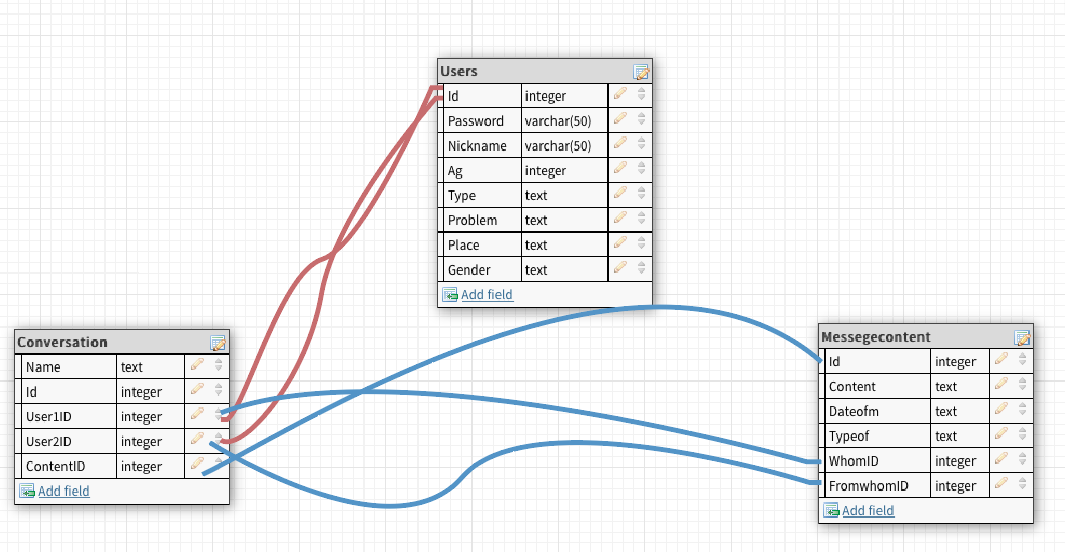 Users
Id integer
Password varchar(50)
Nickname varchar(50)
Ag integer
Type text
Problem text
Place text
Gender text
Add field
Conversation
Name text
Id integer
User1ID integer
User2ID integer
ContentID integer
Add field
Messegecontent
Id integer
Content text
Dateofm text
Typeof text
WhomID integer
FromwhomID integer
Add field